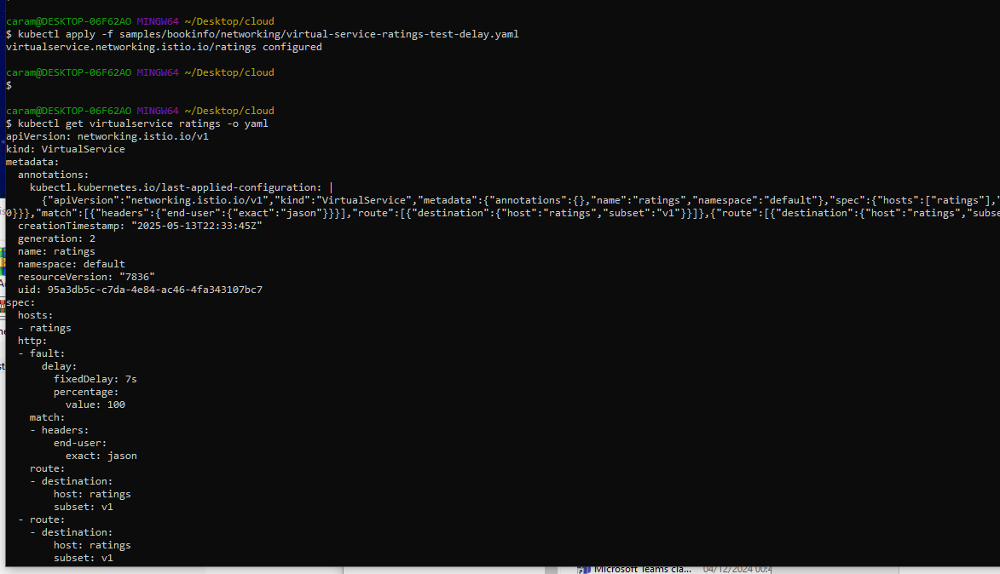 caram@DESKTOP-06F62AO MINGW64 ~/Desktop/cloud
$ kubectl apply -f samples/bookinfo/networking/virtual-service-ratings-test-delay.yaml
virtualservice.networking.istio.io/ratings configured
caram@DESKTOP-06F62AO MINGW64 ~/Desktop/cloud
$
caram@DESKTOP-06F62AO MINGW64 ~/Desktop/cloud
$ kubectl get virtualservice ratings -o yaml
apiVersion: networking.istio.io/v1
kind: VirtualService
metadata:
  annotations:
    kubectl.kubernetes.io/last-applied-configuration: |
      {"apiVersion":"networking.istio.io/v1","kind":"VirtualService","metadata":{"annotations":{},"name":"ratings","namespace":"default"},"spec":{"hosts":["ratings"],"
0}}},"match":[{"headers":{"end-user":{"exact":"jason"}}}],"route":[{"destination":{"host":"ratings","subset":"v1"}}]},{"route":[{"destination":{"host":"ratings","subse
  creationTimestamp: "2025-05-13T22:33:45Z"
  generation: 2
  name: ratings
  namespace: default
  resourceVersion: "7836"
  uid: 95a3db5c-c7da-4e84-ac46-4fa343107bc7
spec:
  hosts:
  - ratings
  http:
  - fault:
      delay:
        fixedDelay: 7s
        percentage:
          value: 100
    match:
    - headers:
        end-user:
          exact: jason
    route:
    - destination:
        host: ratings
        subset: v1
  - route:
    - destination:
        host: ratings
        subset: v1
Microsoft Teams cla... 04/12/2024 00:4